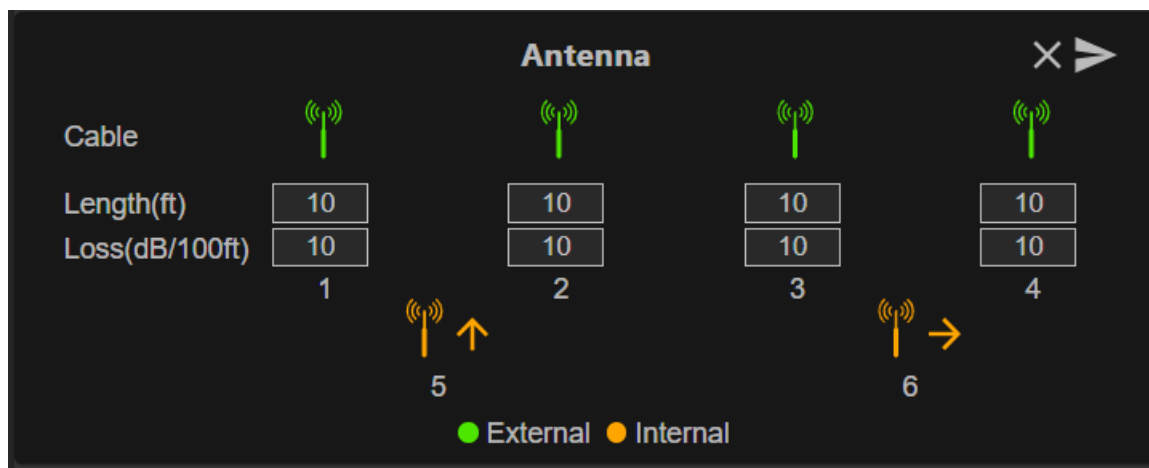 Antenna
Cable
Length(ft) 10 10 10 10
Loss(dB/100ft) 10 10 10 10
1 2 3 4
5 6
External Internal